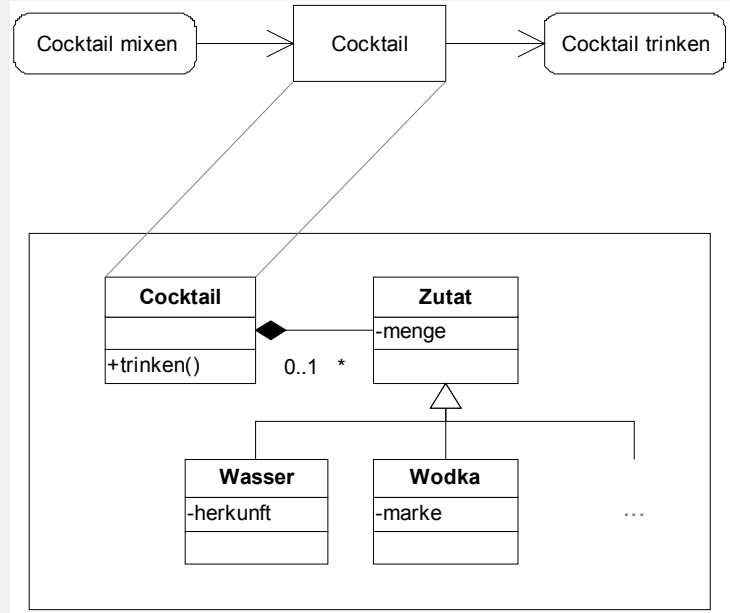 Cocktail mixen
Cocktail
Cocktail trinken
Cocktail
+trinken()
0..1
*
Zutat
-menge
Wasser
-herkunft
Wodka
-marke
...